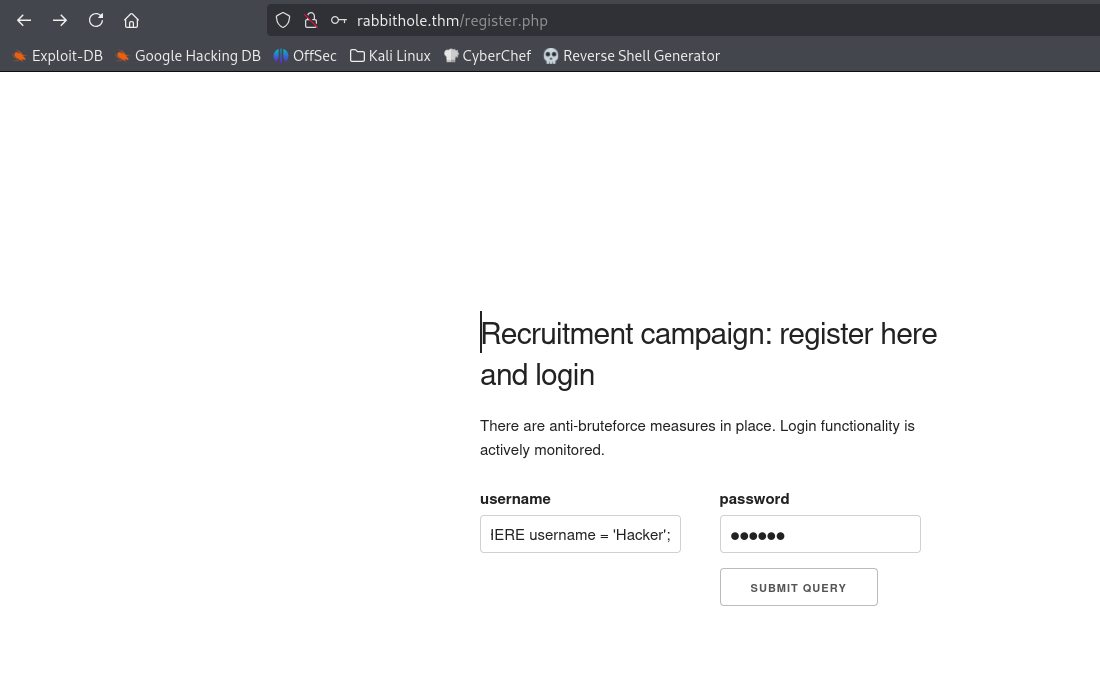 rabbithole.thm/register.php
Exploit-DB Google Hacking DB OffSec Kali Linux CyberChef Reverse Shell Generator
Recruitment campaign: register here
and login
There are anti-bruteforce measures in place. Login functionality is
actively monitored.
username password
IERE username = 'Hacker'; ●●●●●●
SUBMIT QUERY